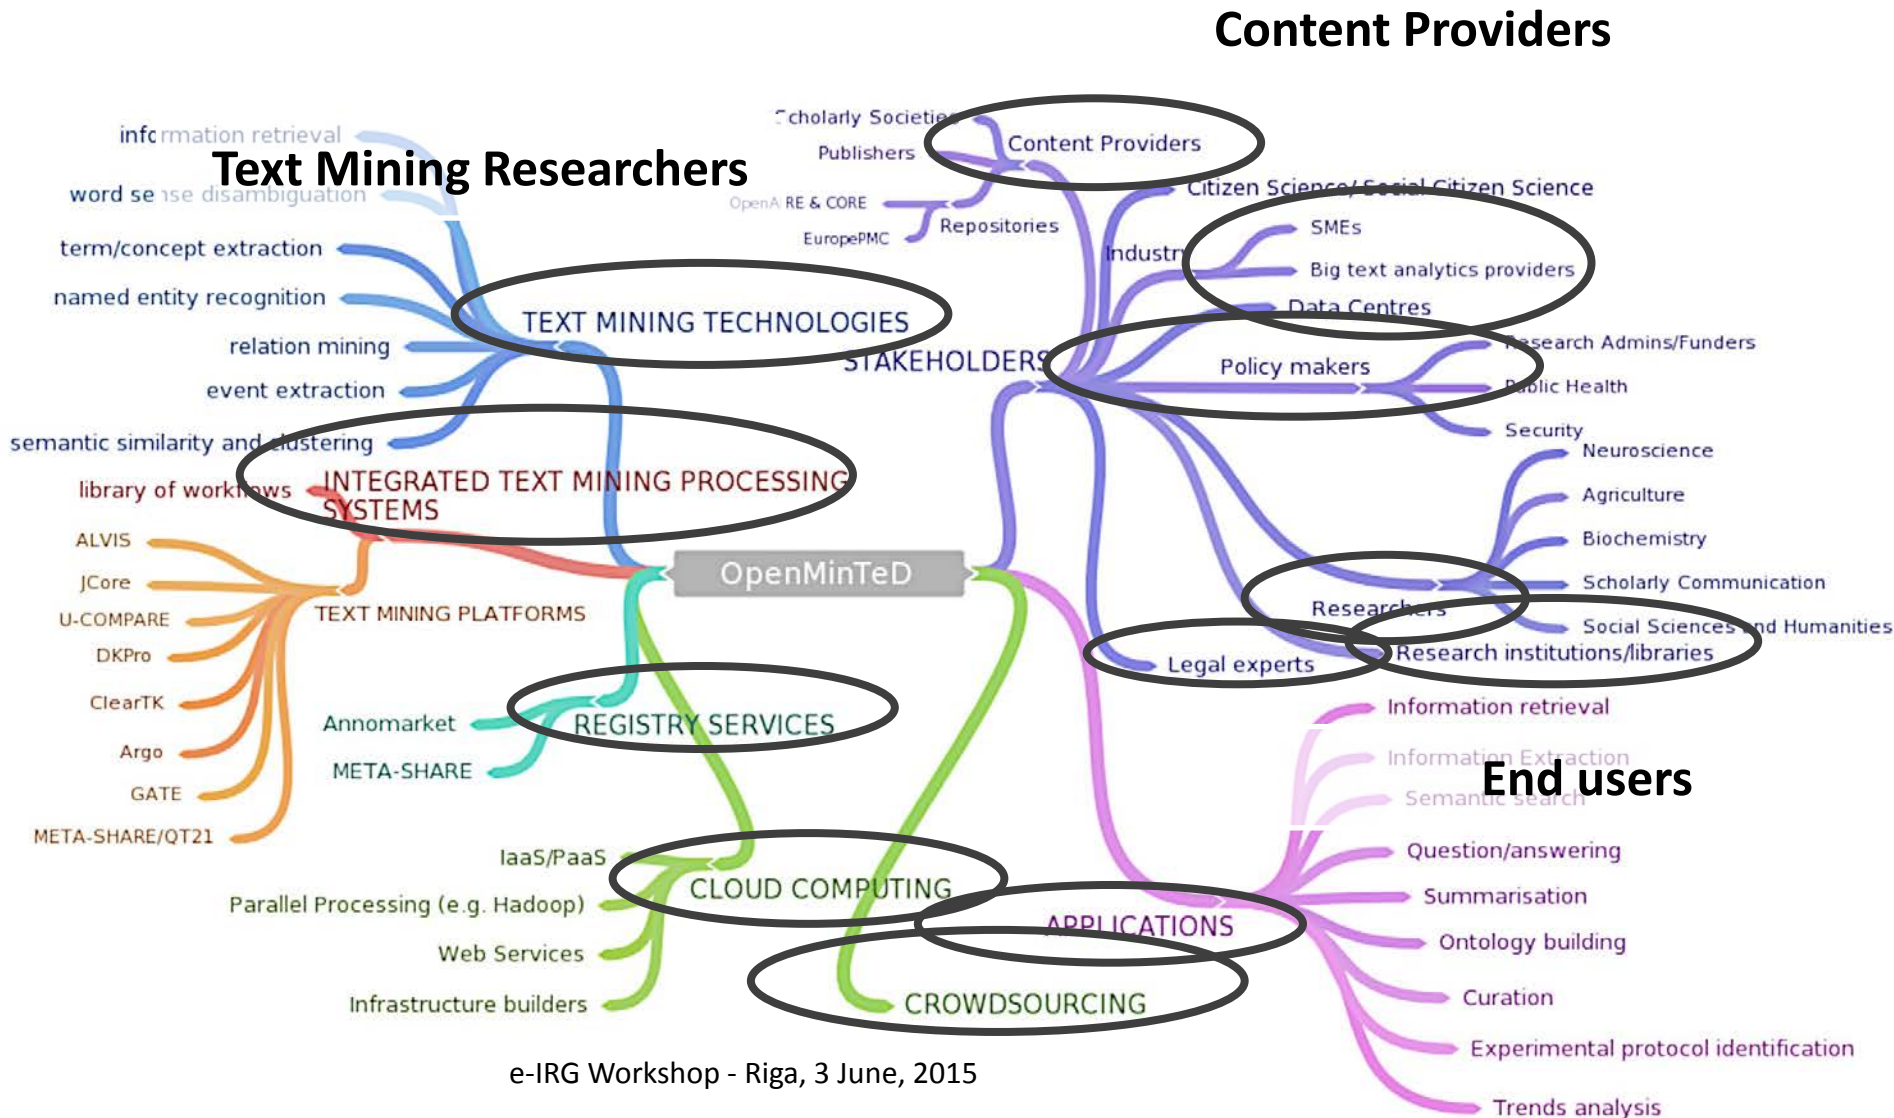 Content Providers
Text Mining Researchers
information retrieval
word sense disambiguation
term/concept extraction
named entity recognition
relation mining
event extraction
semantic similarity and clustering
TEXT MINING TECHNOLOGIES
INTEGRATED TEXT MINING PROCESSING
SYSTEMS
library of workflows
ALVIS
JCore
U-COMPARE
DKPro
ClearTK
Argo
GATE
META-SHARE/QT21
TEXT MINING PLATFORMS
OpenMinTeD
REGISTRY SERVICES
Annomarket
META-SHARE
CLOUD COMPUTING
IaaS/PaaS
Parallel Processing (e.g. Hadoop)
Web Services
Infrastructure builders
CROWDSOURCING
STAKEHOLDERS
Content Providers
Scholarly Societies
Publishers
Repositories
OpenAIRE & CORE
EuropePMC
Citizen Science/ Social Citizen Science
Industry
SMEs
Big text analytics providers
Data Centres
Policy makers
Research Admins/Funders
Public Health
Security
Researchers
Neuroscience
Agriculture
Biochemistry
Scholarly Communication
Social Sciences and Humanities
Research institutions/libraries
Legal experts
APPLICATIONS
Information retrieval
Information Extraction
Semantic search
End users
Question/answering
Summarisation
Ontology building
Curation
Experimental protocol identification
Trends analysis
e-IRG Workshop - Riga, 3 June, 2015